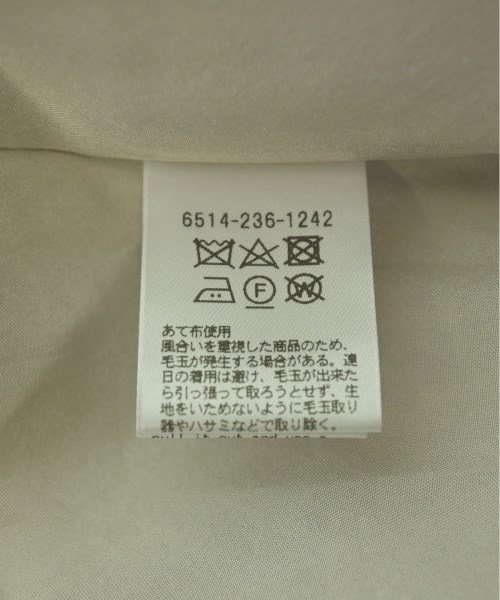 6514-236-1242
F
W
あて布使用
風合いを重視した商品のため、
毛玉が発生する場合がある。連
日の着用は避け、毛玉が出来た
ら引っ張って取ろうとせず、生
地をいためないように毛玉取り
器やハサミなどで取り除く。